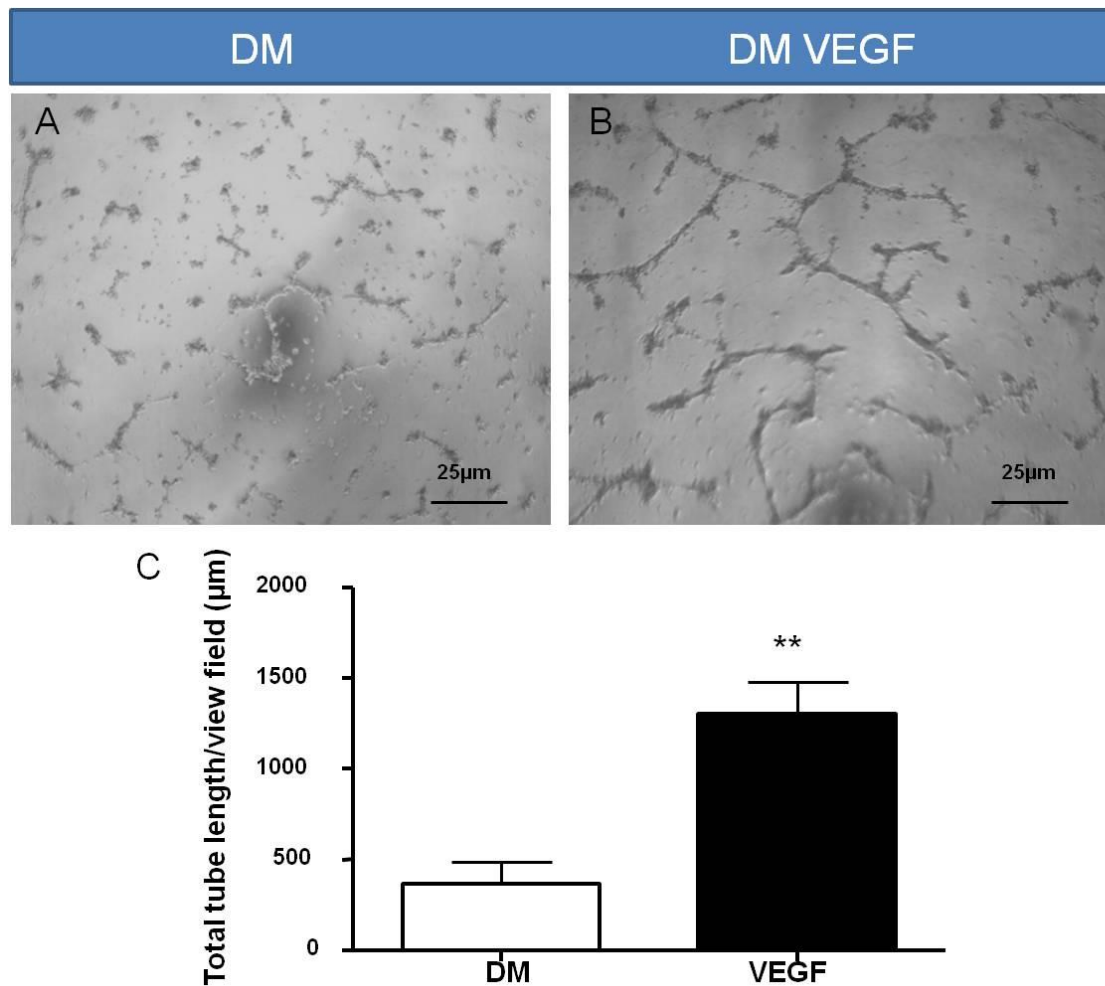 DM DM VEGF
A B
25µm 25µm
C
Total tube length/view field (µm)
2000
1500
1000
500
0
**
DM VEGF